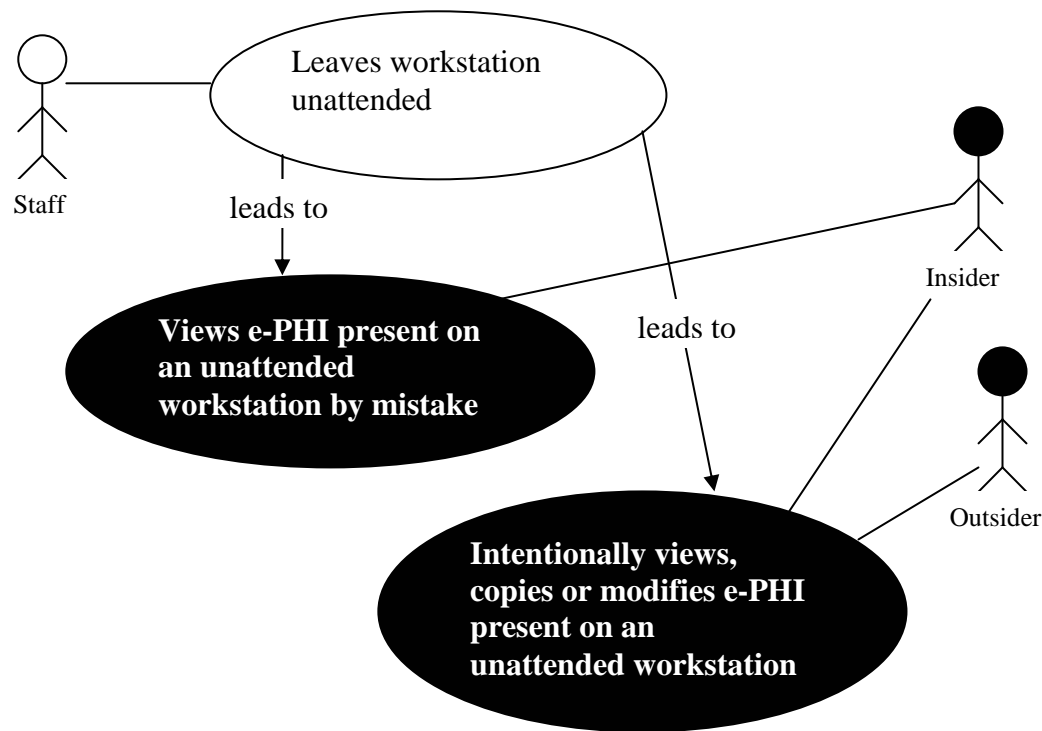 Leaves workstation
unattended
Staff
leads to
Insider
Views e-PHI present on
an unattended
workstation by mistake
leads to
Outsider
Intentionally views,
copies or modifies e-PHI
present on an
unattended workstation